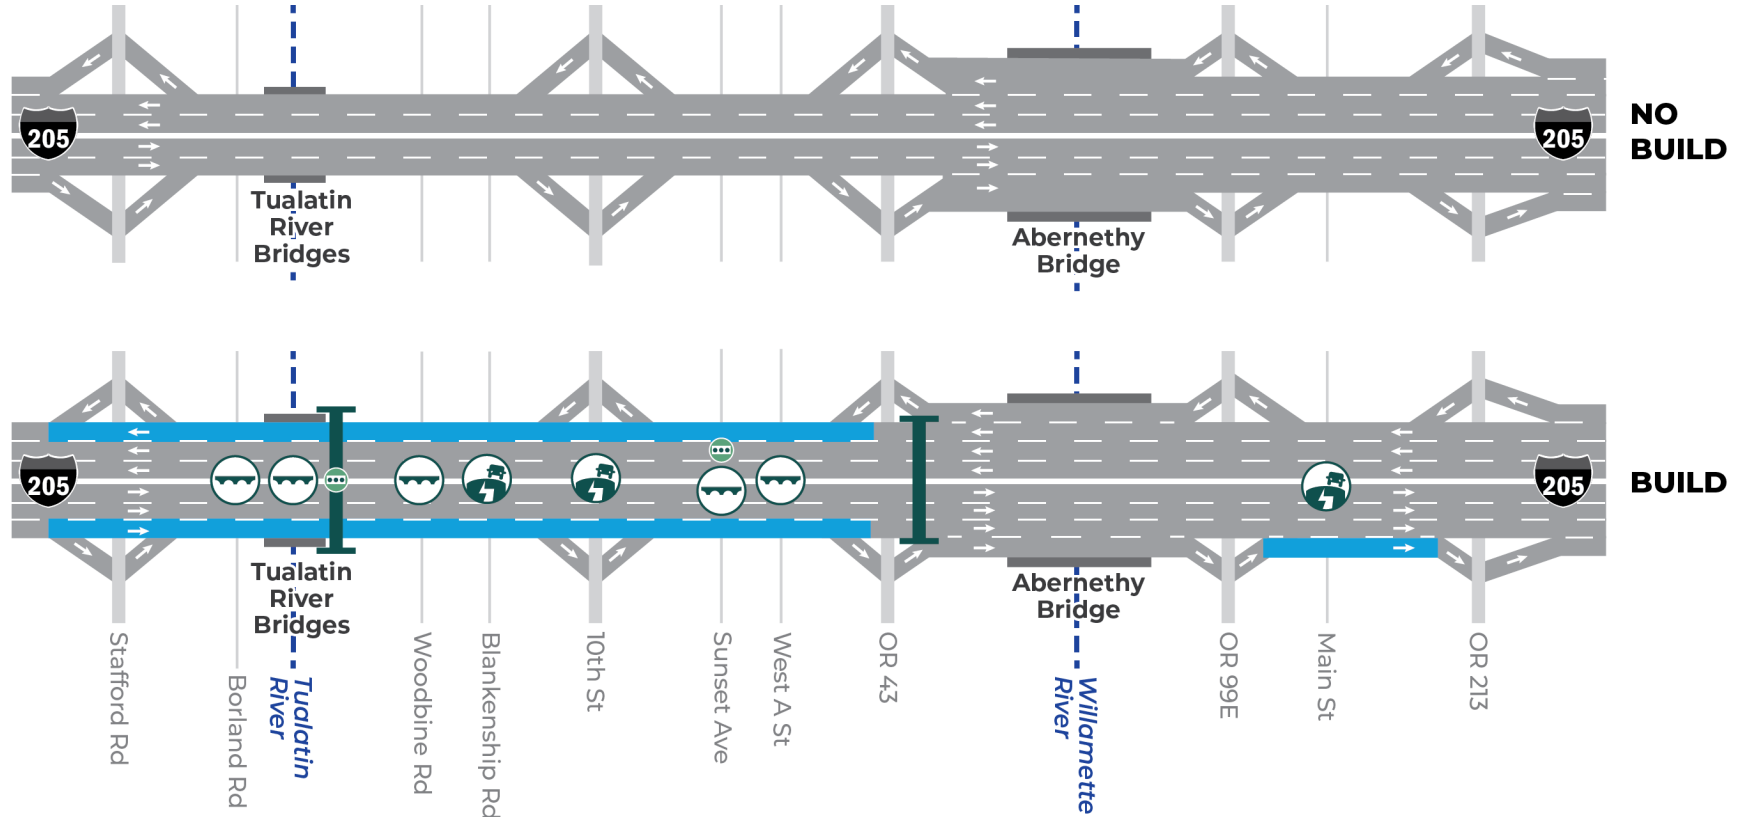 205
205
NO
BUILD
Tualatin
River
Bridges
Abernethy
Bridge
205
205
BUILD
Tualatin
River
Bridges
Abernethy
Bridge
Stafford Rd
Borland Rd
Tualatin
River
Woodbine Rd
Blankenship Rd
10th St
Sunset Ave
West A St
OR 43
Willamette
River
OR 99E
Main St
OR 213